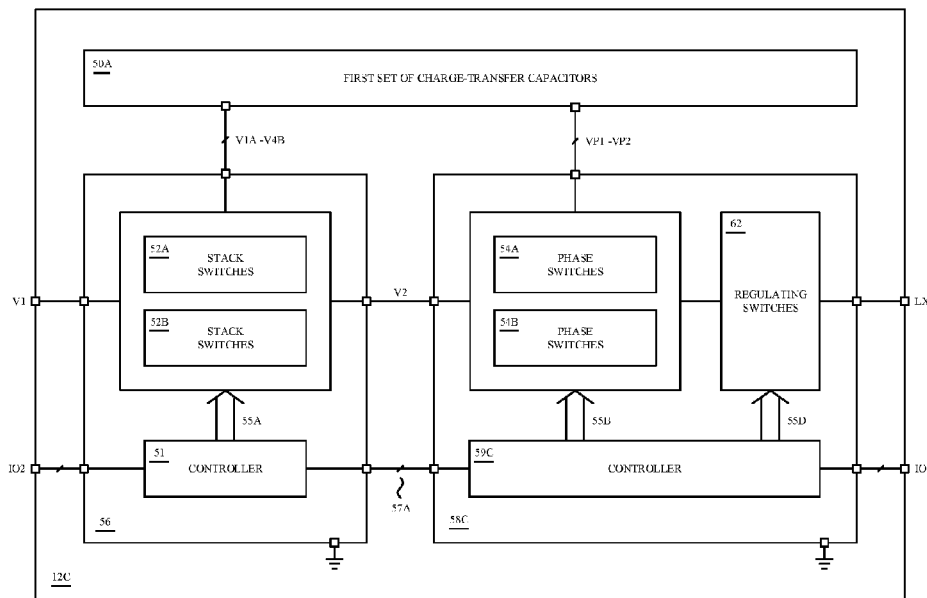 50A
FIRST SET OF CHARGE-TRANSFER CAPACITORS
V1A -V4B
VP1 -VP2
52A
STACK
SWITCHES
52B
STACK
SWITCHES
54A
PHASE
SWITCHES
54B
PHASE
SWITCHES
62
REGULATING
SWITCHES
V1
V2
LX
55A
55B
55D
51
CONTROLLER
59C
CONTROLLER
IO2
IO
57A
56
58C
12C